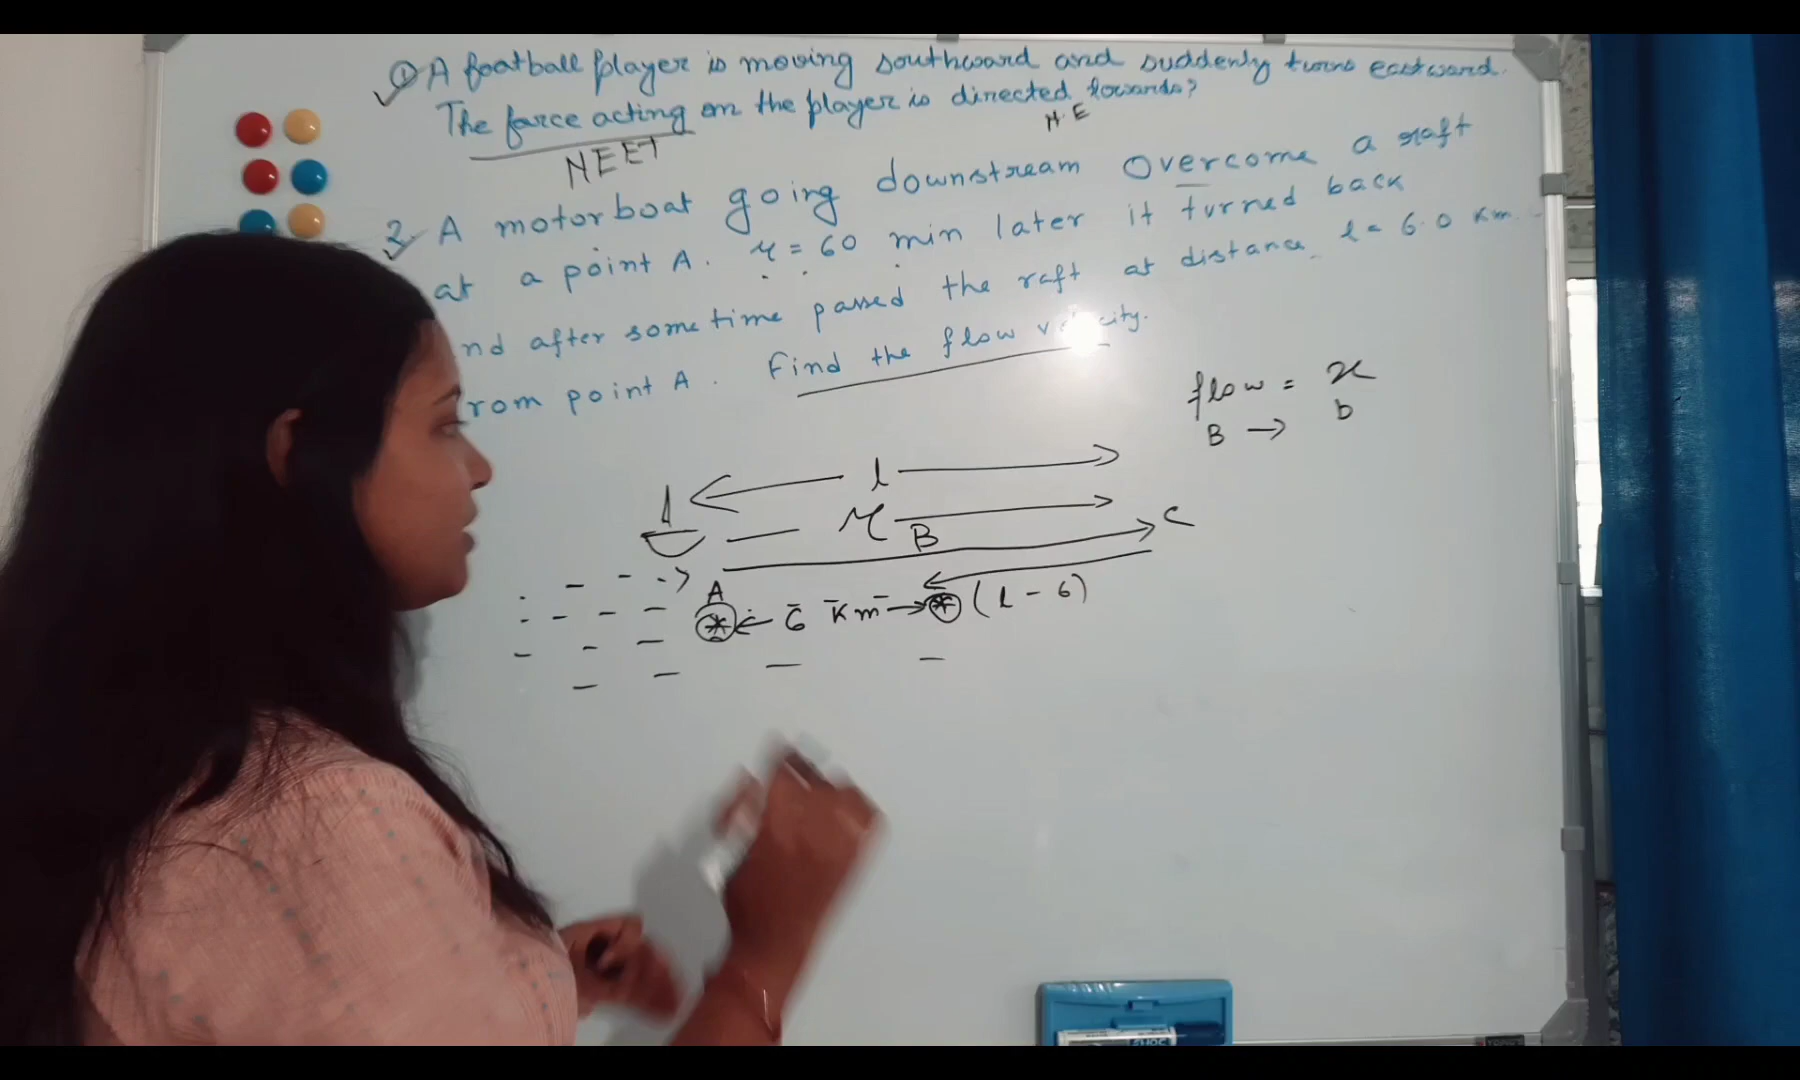 ① A football player is moving southward and suddenly turns eastward.
The force acting on the player is directed towards?
N·E
NEET
2 A motorboat going downstream overcome a raft
at a point A. τ = 60 min later it turned back
nd after sometime passed the raft at distance l = 6.0 km
rom point A. Find the flow velocity.
flow = x
B → b
l
τ
B
C
A
6 km
(l - 6)